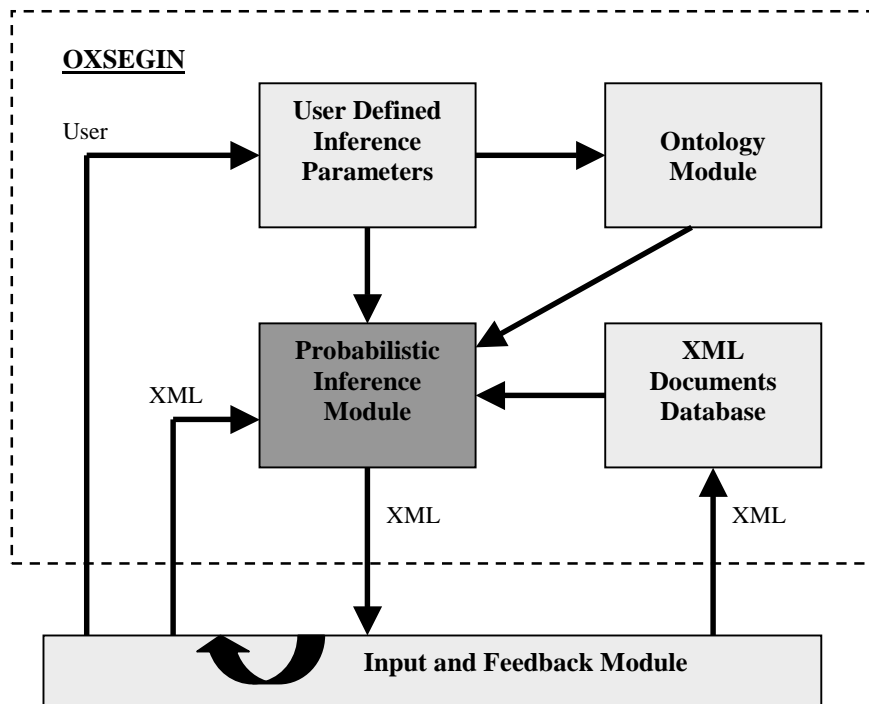 OXSEGIN
User Defined
Inference
Parameters
Ontology
Module
User
Probabilistic
Inference
Module
XML
Documents
Database
XML
XML
XML
Input and Feedback Module